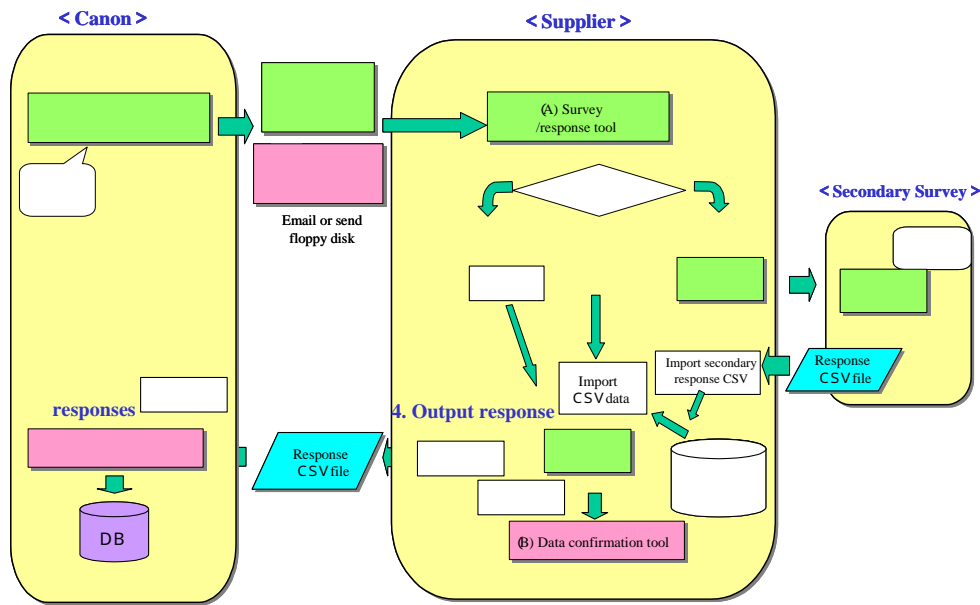 < Canon >
< Supplier >
(A) Survey
/response tool
< Secondary Survey >
Email or send
floppy disk
Import secondary
response CSV
Response
CSV file
Import
CSV data
responses
4. Output response
Response
CSV file
DB
(B) Data confirmation tool